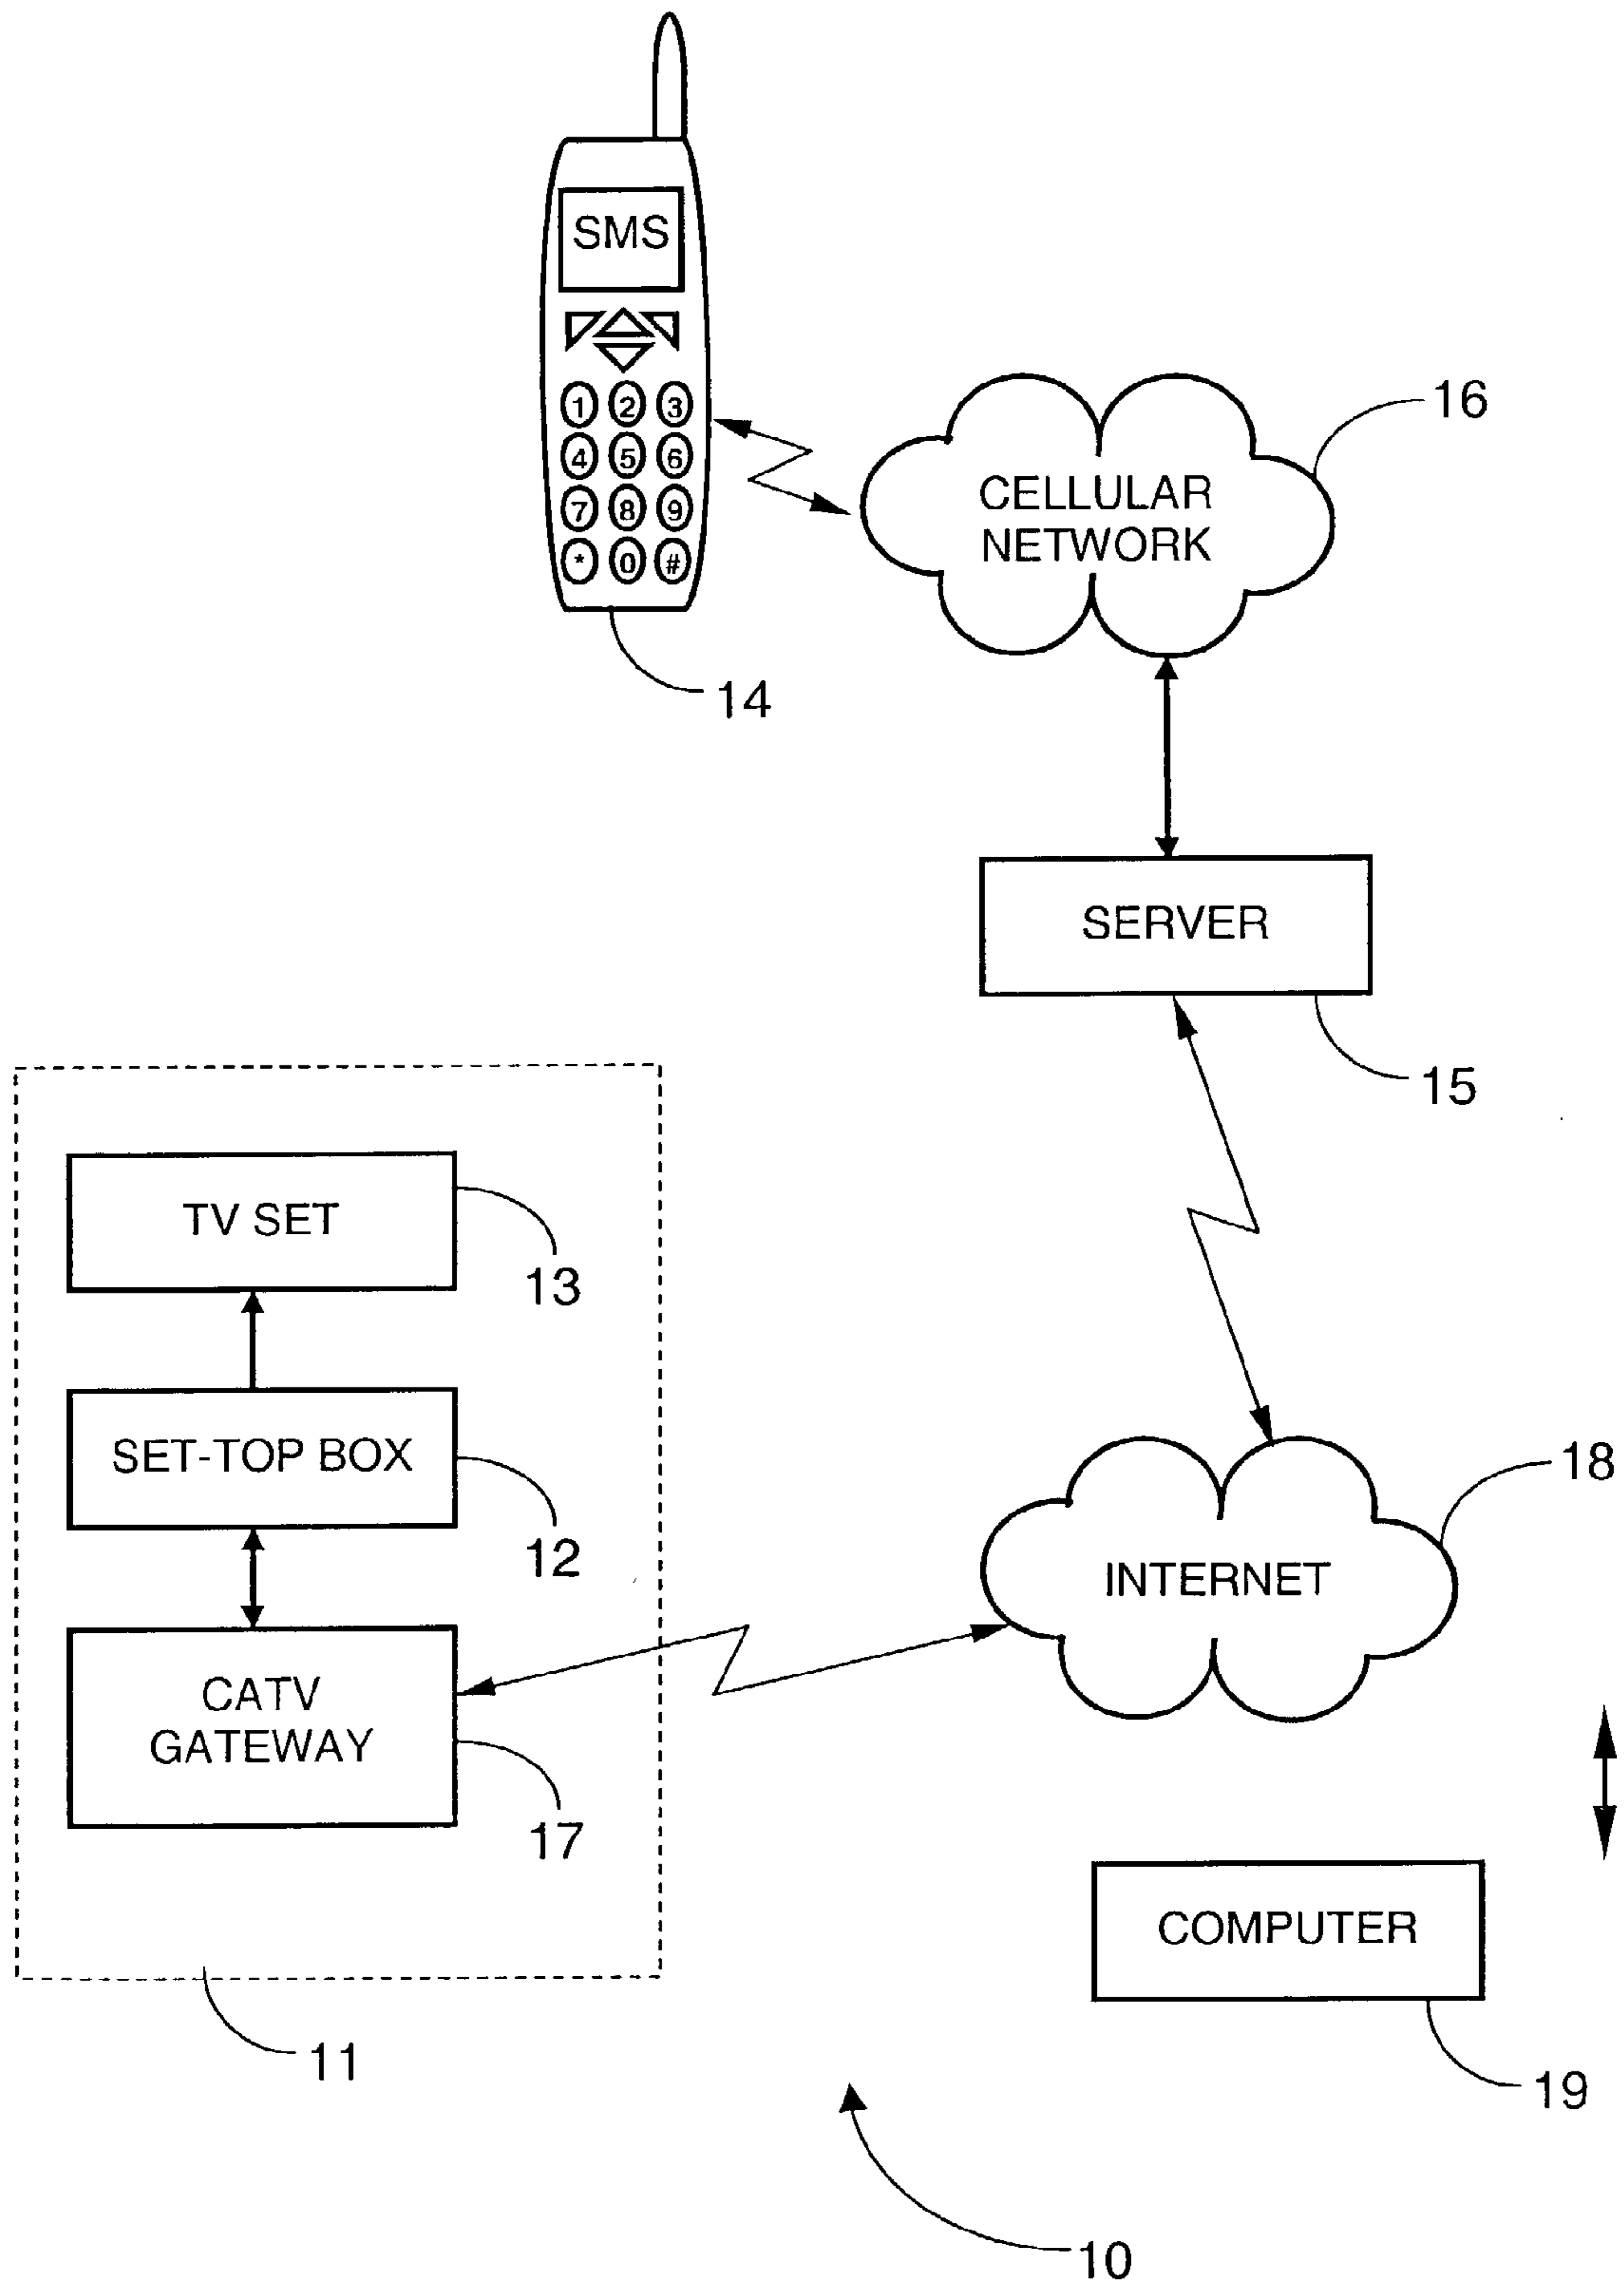 SMS
1 2 3
4 5 6
7 8 9
* 0 #
14
CELLULAR
NETWORK
16
SERVER
15
TV SET
13
SET-TOP BOX
12
CATV
GATEWAY
17
11
INTERNET
18
COMPUTER
19
10